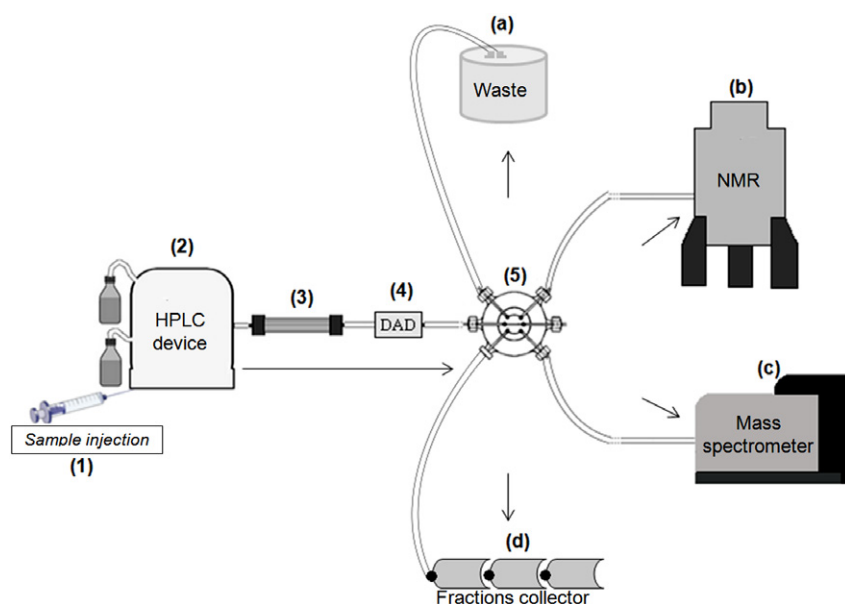 (a)
Waste
(b)
NMR
(2)
HPLC
device
(3)
(4)
DAD
(5)
(c)
Mass
spectrometer
Sample injection
(1)
(d)
Fractions collector